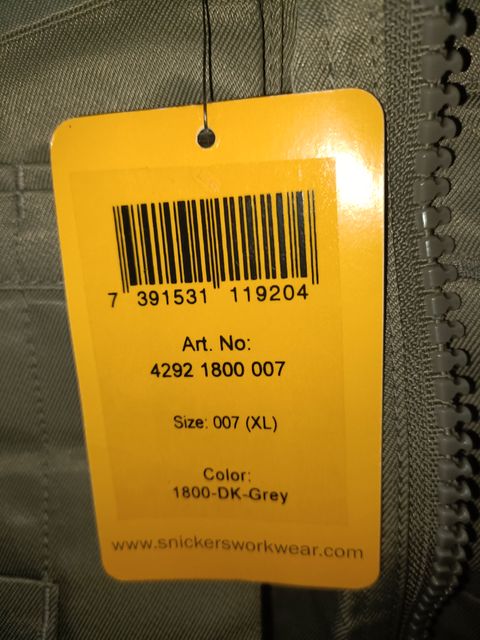 7 391531 119204
Art. No:
4292 1800 007
Size: 007 (XL)
Color:
1800-DK-Grey
www.snickersworkwear.com